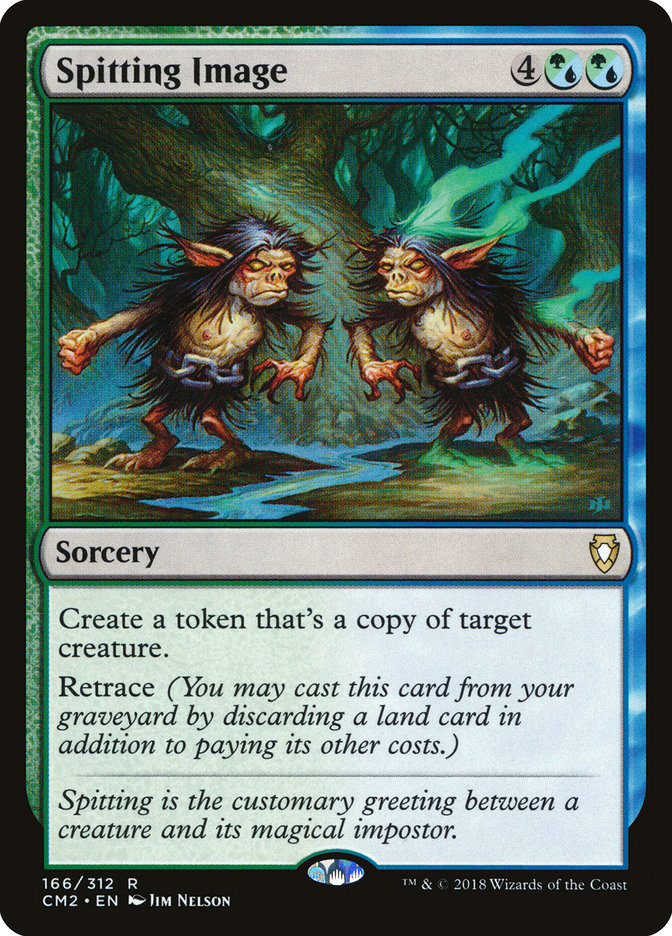 Spitting Image 4
Sorcery
Create a token that's a copy of target
creature.
Retrace (You may cast this card from your
graveyard by discarding a land card in
addition to paying its other costs.)
Spitting is the customary greeting between a
creature and its magical impostor.
166/312 R
CM2 • EN Jim Nelson
™ & © 2018 Wizards of the Coast